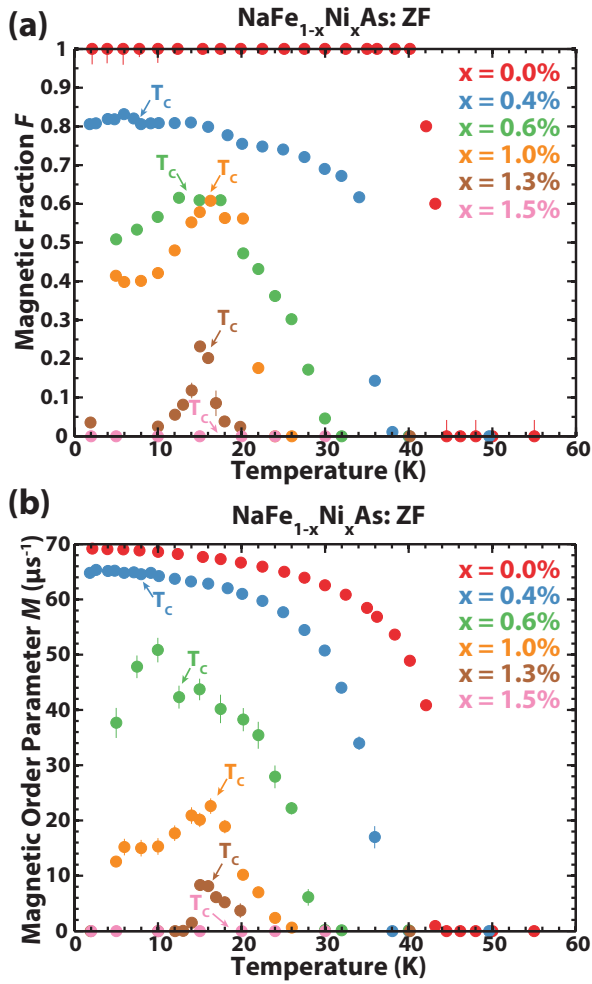 (a)
NaFe1-xNixAs: ZF
Magnetic Fraction F
1
0.9
0.8
0.7
0.6
0.5
0.4
0.3
0.2
0.1
0
x = 0.0%
x = 0.4%
x = 0.6%
x = 1.0%
x = 1.3%
x = 1.5%
Tc
Tc
Tc
Tc
Tc
0 10 20 30 40 50 60
Temperature (K)
(b)
NaFe1-xNixAs: ZF
Magnetic Order Parameter M (μs⁻¹)
70
60
50
40
30
20
10
0
x = 0.0%
x = 0.4%
x = 0.6%
x = 1.0%
x = 1.3%
x = 1.5%
Tc
Tc
Tc
Tc
Tc
0 10 20 30 40 50 60
Temperature (K)